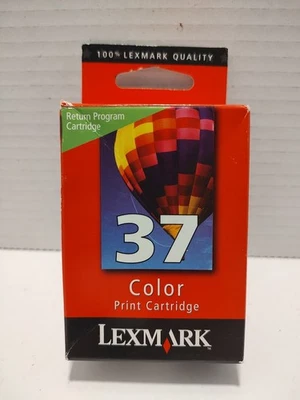 100% LEXMARK QUALITY
Return Program
Cartridge
37
Color
Print Cartridge
LEXMARK